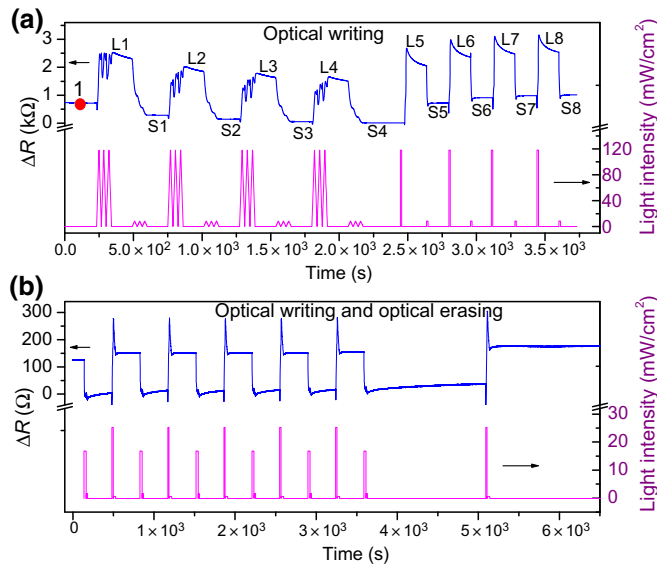 (a)
Optical writing
3
2
1
0
ΔR (kΩ)
1
L1
L2
L3
L4
L5
L6
L7
L8
S1
S2
S3
S4
S5
S6
S7
S8
120
80
40
0
Light intensity (mW/cm²)
0.0 5.0 ×10² 1.0 ×10³ 1.5 ×10³ 2.0 ×10³ 2.5 ×10³ 3.0 ×10³ 3.5 ×10³
Time (s)
(b)
Optical writing and optical erasing
300
200
100
0
ΔR (Ω)
30
20
10
0
Light intensity (mW/cm²)
0 1 ×10³ 2 ×10³ 3 ×10³ 4 ×10³ 5 ×10³ 6 ×10³
Time (s)